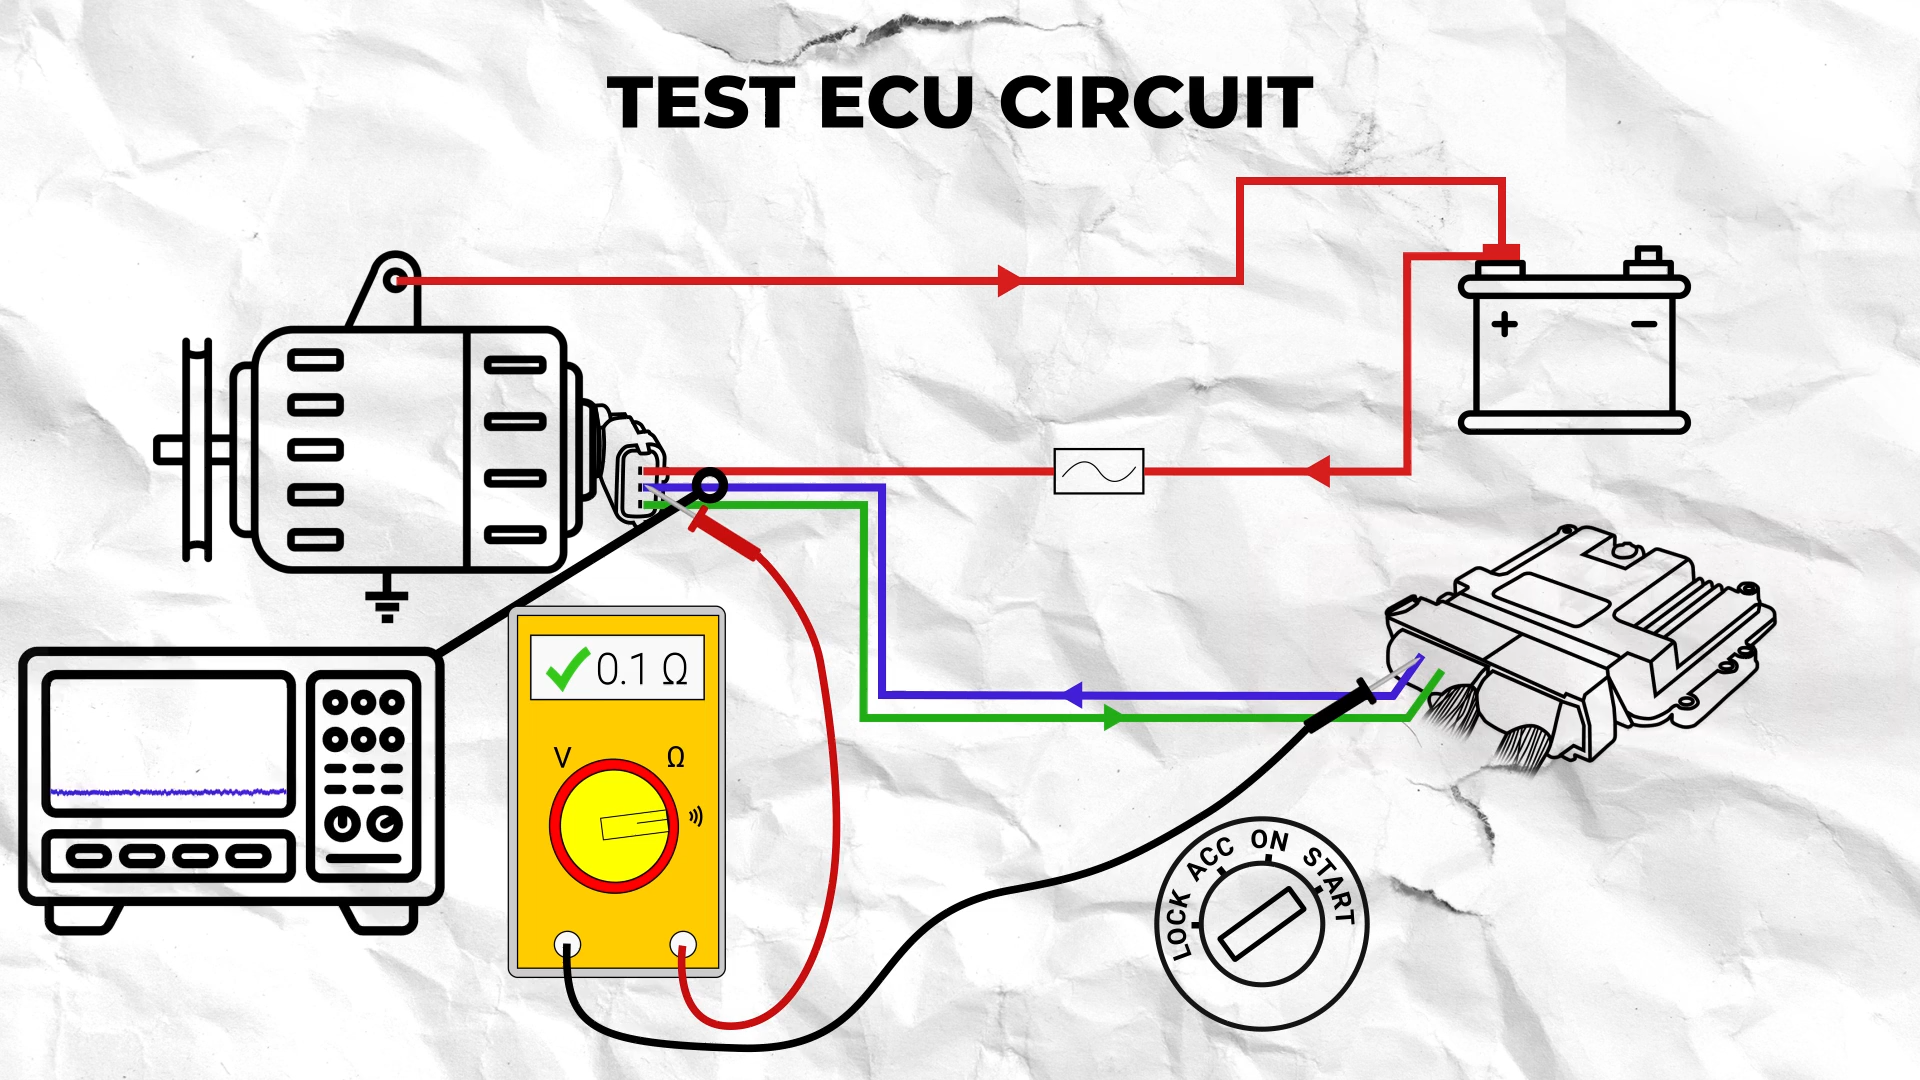 TEST ECU CIRCUIT
+ −
0.1 Ω
V Ω
LOCK ACC ON START